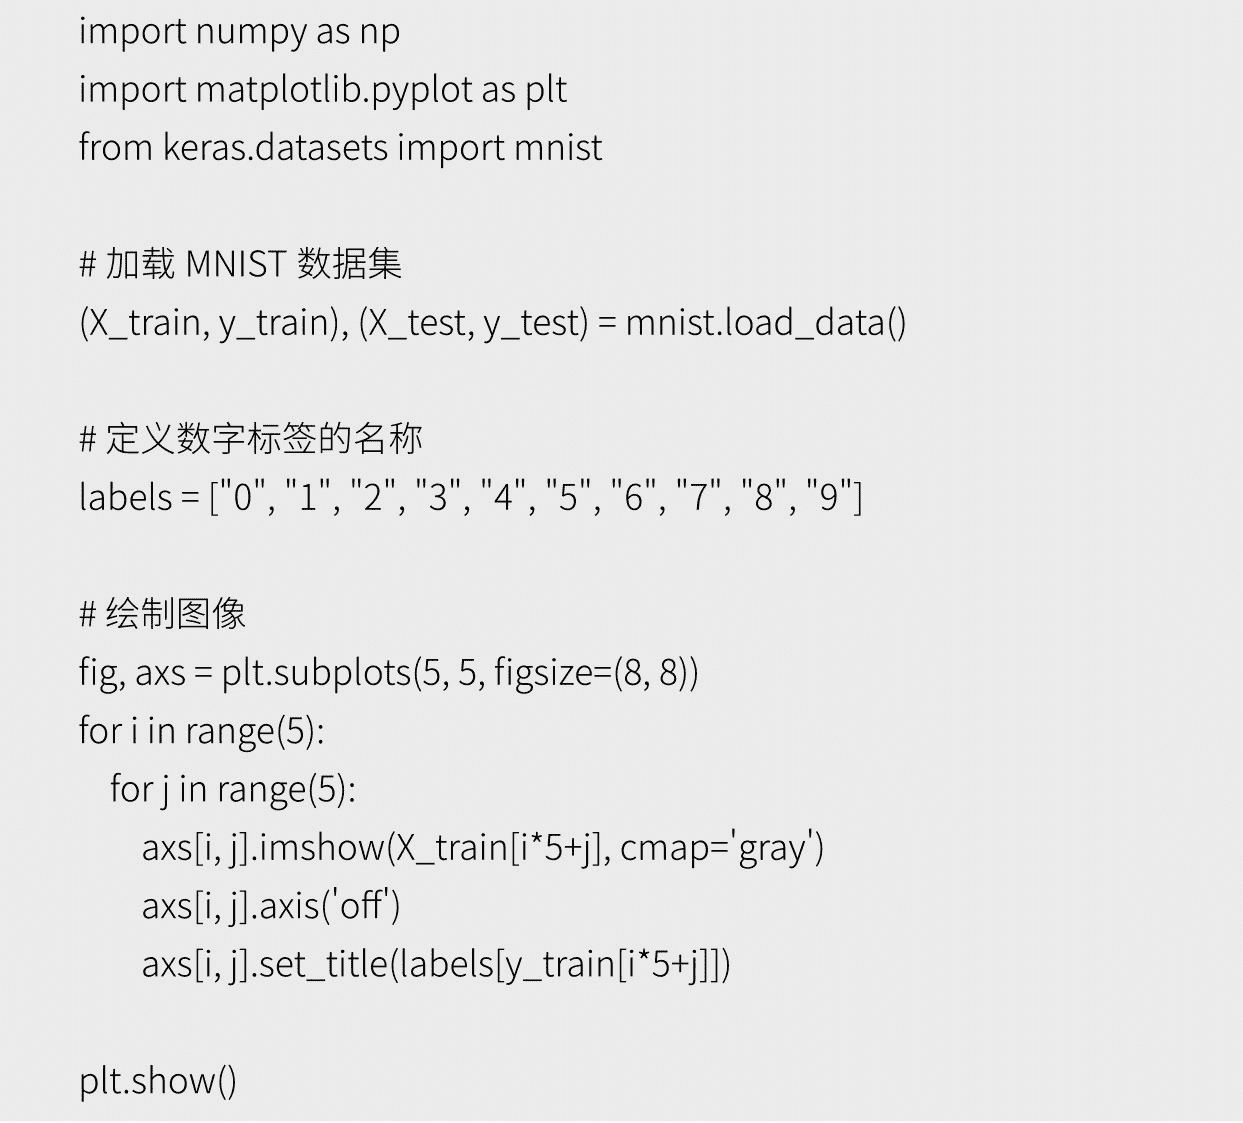 import numpy as np
import matplotlib.pyplot as plt
from keras.datasets import mnist
# 加载 MNIST 数据集
(X_train, y_train), (X_test, y_test) = mnist.load_data()
# 定义数字标签的名称
labels = ["0", "1", "2", "3", "4", "5", "6", "7", "8", "9"]
# 绘制图像
fig, axs = plt.subplots(5, 5, figsize=(8, 8))
for i in range(5):
    for j in range(5):
        axs[i, j].imshow(X_train[i*5+j], cmap='gray')
        axs[i, j].axis('off')
        axs[i, j].set_title(labels[y_train[i*5+j]])
plt.show()